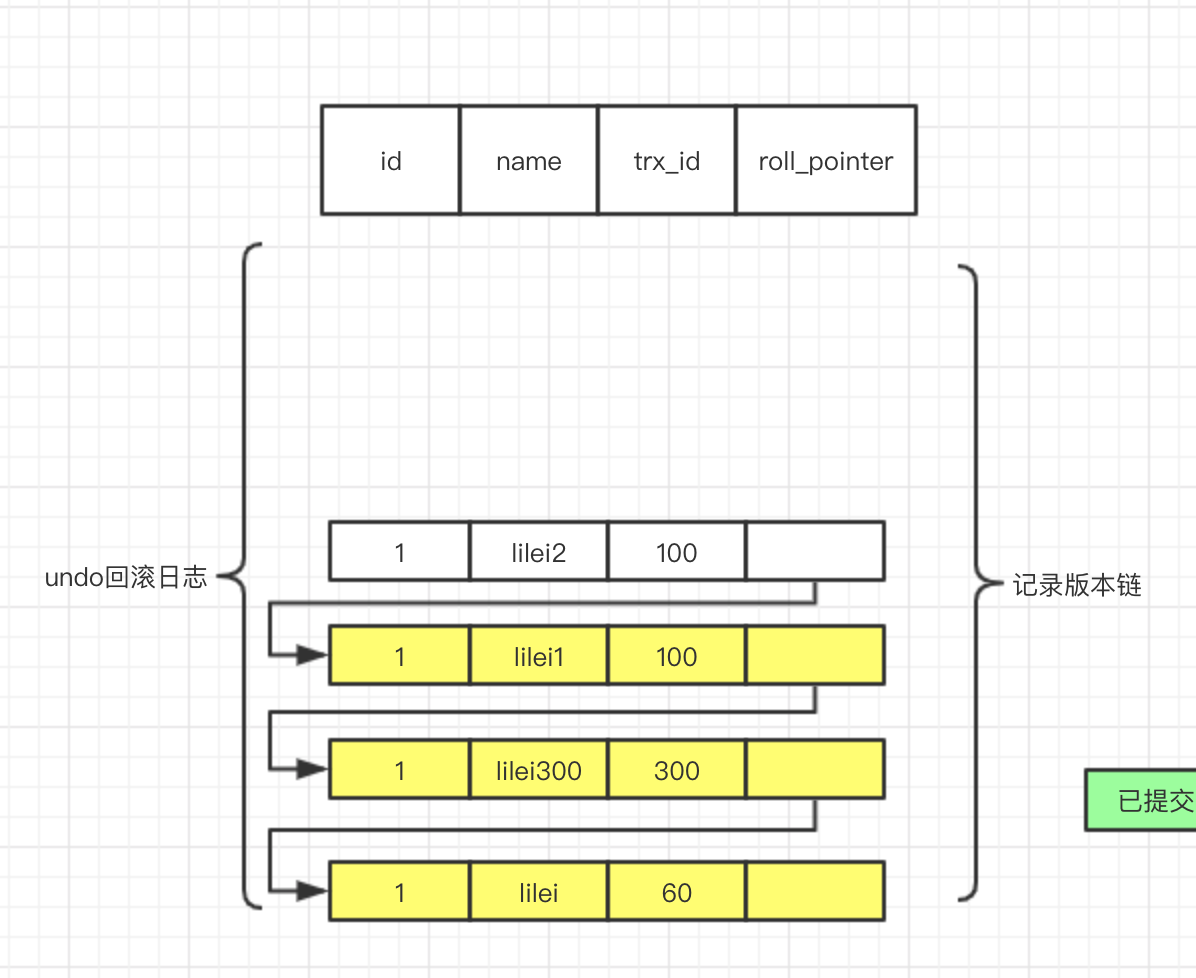 id name trx_id roll_pointer
1 lilei2 100
undo回滚日志
记录版本链
1 lilei1 100
1 lilei300 300
已提交
1 lilei 60